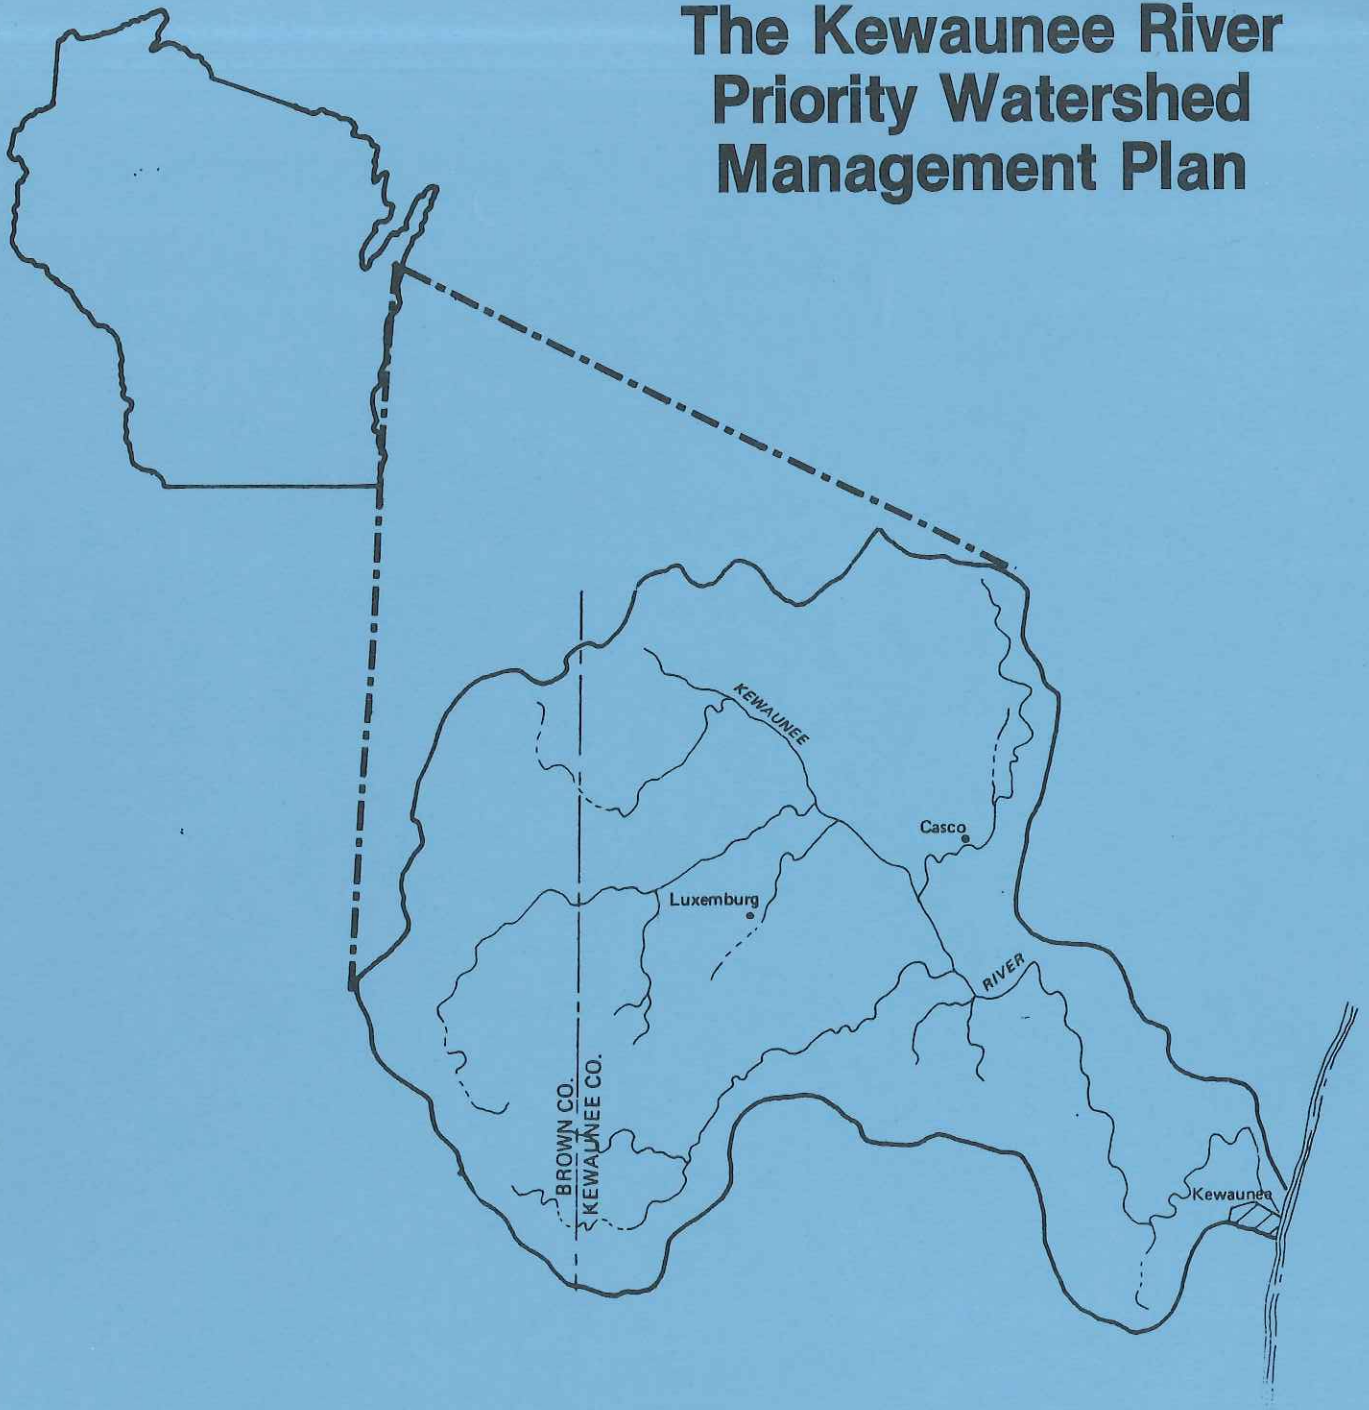 The Kewaunee River
Priority Watershed
Management Plan
KEWAUNEE
Casco
Luxemburg
RIVER
BROWN CO.
KEWAUNEE CO.
Kewaunee